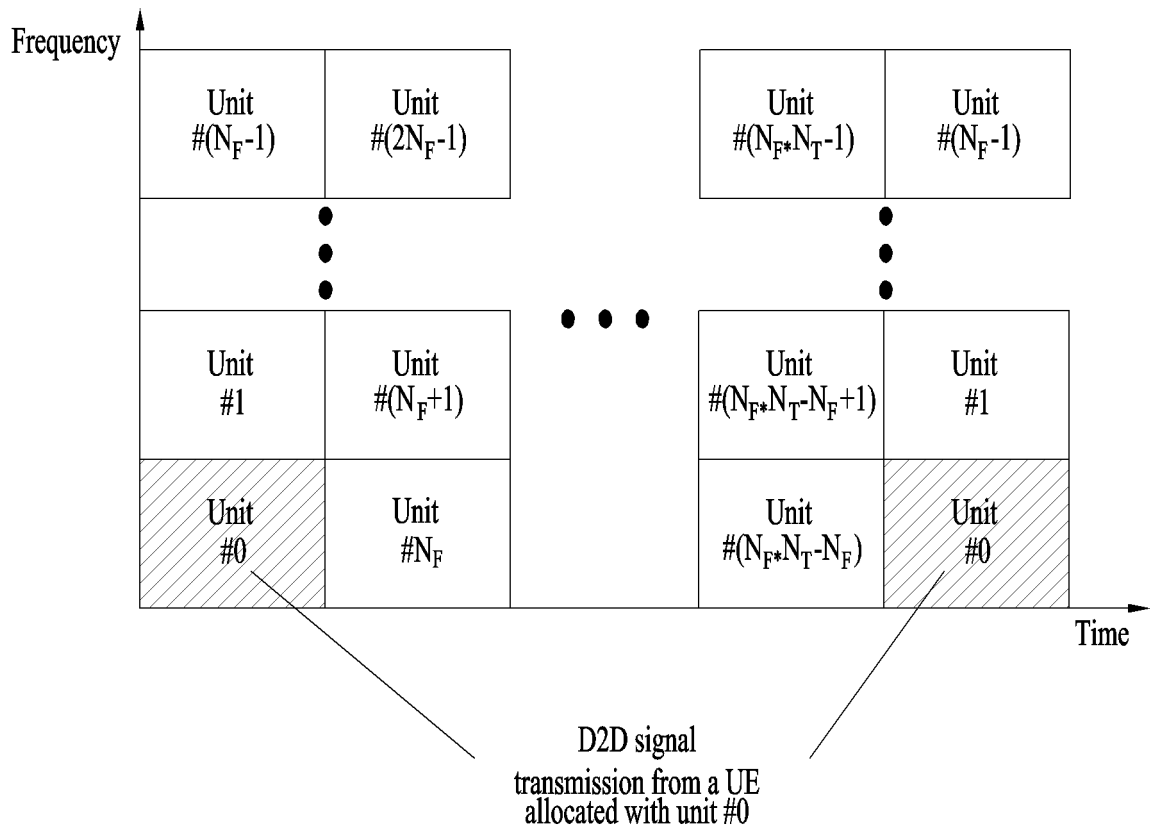 Frequency
Unit
#(N_F-1)
Unit
#(2N_F-1)
Unit
#(N_F*N_T-1)
Unit
#(N_F-1)
Unit
#1
Unit
#(N_F+1)
Unit
#(N_F*N_T-N_F+1)
Unit
#1
Unit
#0
Unit
#N_F
Unit
#(N_F*N_T-N_F)
Unit
#0
Time
D2D signal
transmission from a UE
allocated with unit #0